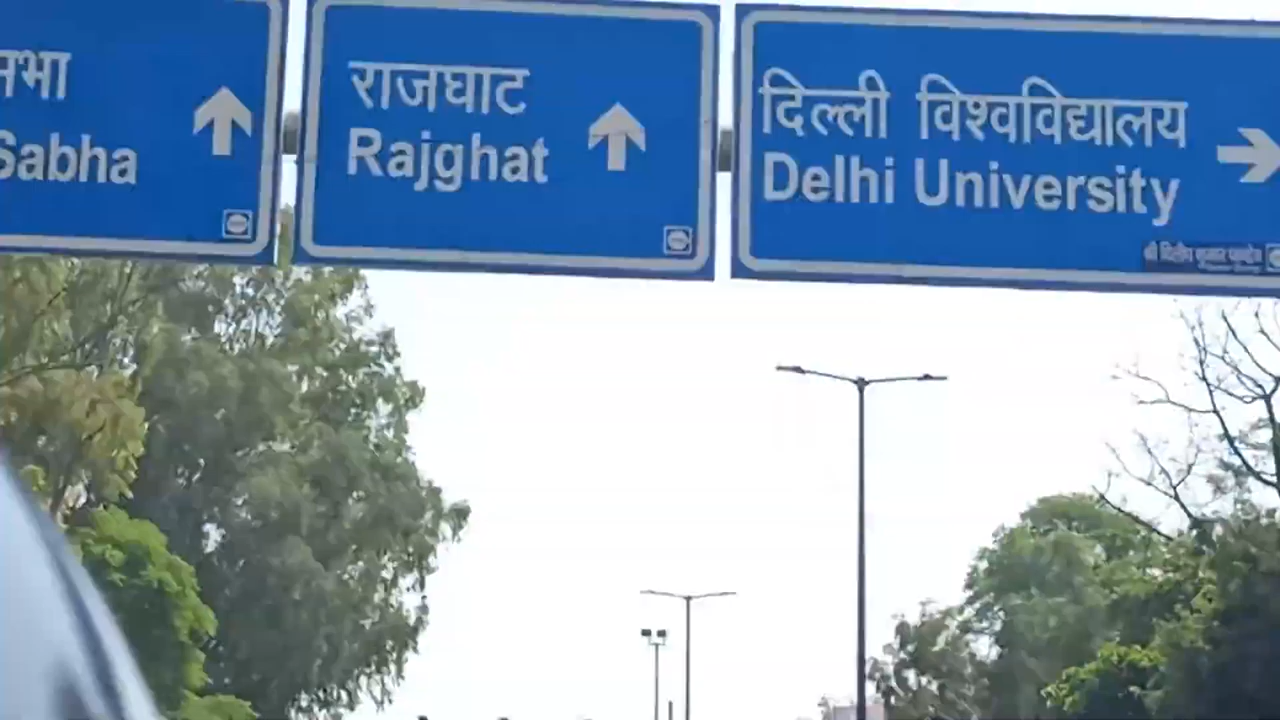 सभा
Sabha
राजघाट
Rajghat
दिल्ली विश्वविद्यालय
Delhi University